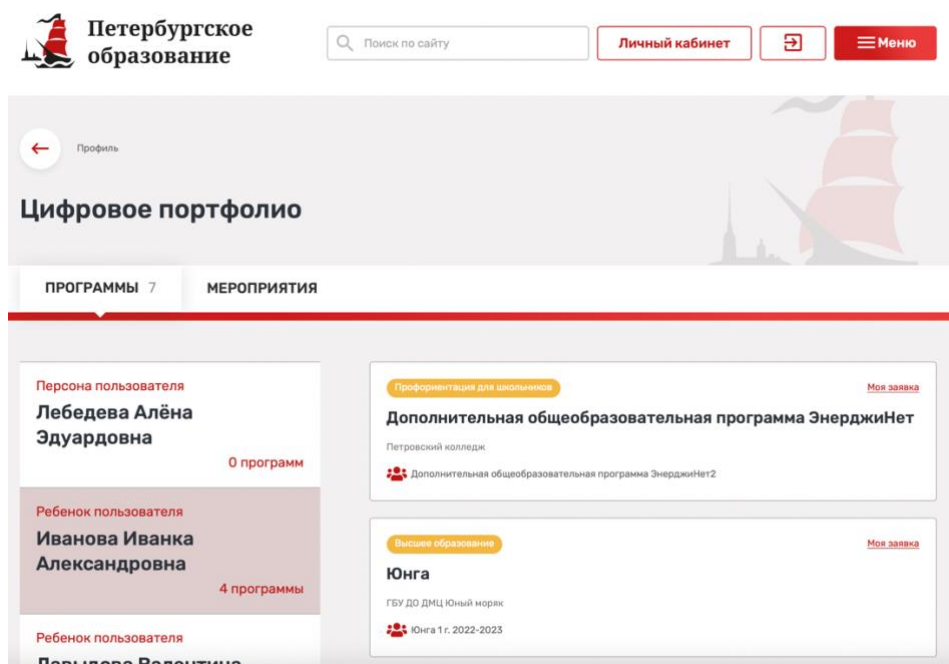 Петербургское
образование
Поиск по сайту
Личный кабинет
Меню
Профиль
Цифровое портфолио
ПРОГРАММЫ 7
МЕРОПРИЯТИЯ
Персона пользователя
Лебедева Алёна
Эдуардовна
0 программ
Ребенок пользователя
Иванова Иванка
Александровна
4 программы
Ребенок пользователя
Профориентация для школьников
Моя заявка
Дополнительная общеобразовательная программа ЭнерджиНет
Петровский колледж
Дополнительная общеобразовательная программа ЭнерджиНет2
Высшее образование
Моя заявка
Юнга
ГБУ ДО ДМЦ Юный моряк
Юнга 1 г. 2022-2023